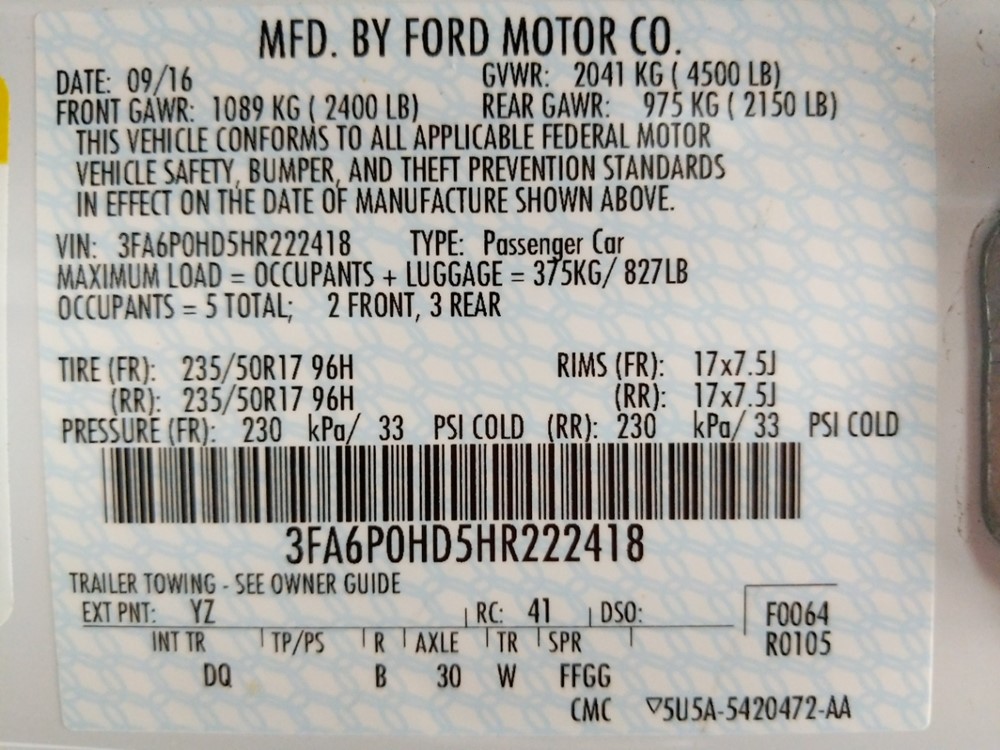 MFD. BY FORD MOTOR CO.
DATE: 09/16 GVWR: 2041 KG ( 4500 LB)
FRONT GAWR: 1089 KG ( 2400 LB) REAR GAWR: 975 KG ( 2150 LB)
THIS VEHICLE CONFORMS TO ALL APPLICABLE FEDERAL MOTOR
VEHICLE SAFETY, BUMPER, AND THEFT PREVENTION STANDARDS
IN EFFECT ON THE DATE OF MANUFACTURE SHOWN ABOVE.
VIN: 3FA6P0HD5HR222418 TYPE: Passenger Car
MAXIMUM LOAD = OCCUPANTS + LUGGAGE = 375KG/ 827LB
OCCUPANTS = 5 TOTAL; 2 FRONT, 3 REAR
TIRE (FR): 235/50R17 96H RIMS (FR): 17x7.5J
(RR): 235/50R17 96H (RR): 17x7.5J
PRESSURE (FR): 230 kPa/ 33 PSI COLD (RR): 230 kPa/ 33 PSI COLD
3FA6P0HD5HR222418
TRAILER TOWING - SEE OWNER GUIDE
EXT PNT: YZ RC: 41 DSO: F0064
INT TR TP/PS R AXLE TR SPR R0105
DQ B 30 W FFGG
CMC ▽5U5A-5420472-AA